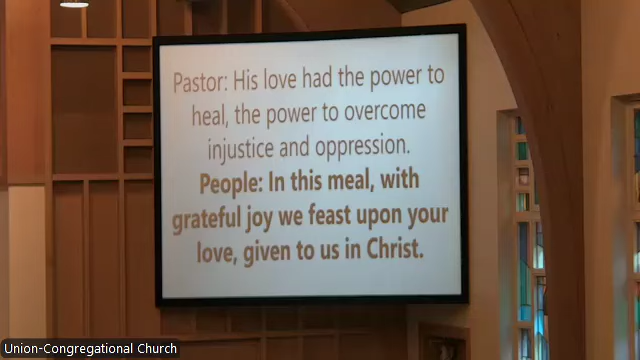 Pastor: His love had the power to
heal, the power to overcome
injustice and oppression.
People: In this meal, with
grateful joy we feast upon your
love, given to us in Christ.
Union-Congregational Church